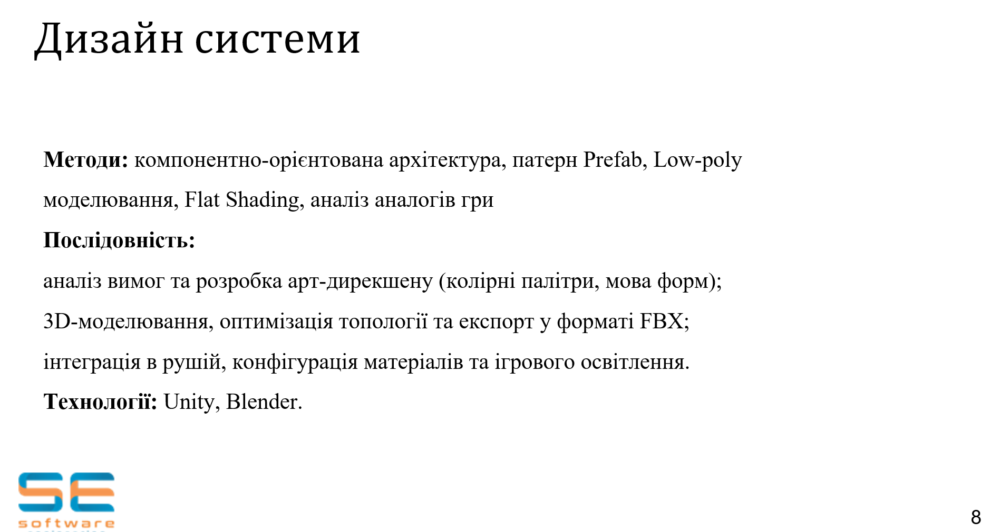 Дизайн системи
Методи: компонентно-орієнтована архітектура, патерн Prefab, Low-poly
моделювання, Flat Shading, аналіз аналогів гри
Послідовність:
аналіз вимог та розробка арт-дирекшену (колірні палітри, мова форм);
3D-моделювання, оптимізація топології та експорт у форматі FBX;
інтеграція в рушій, конфігурація матеріалів та ігрового освітлення.
Технології: Unity, Blender.
SE
software
8